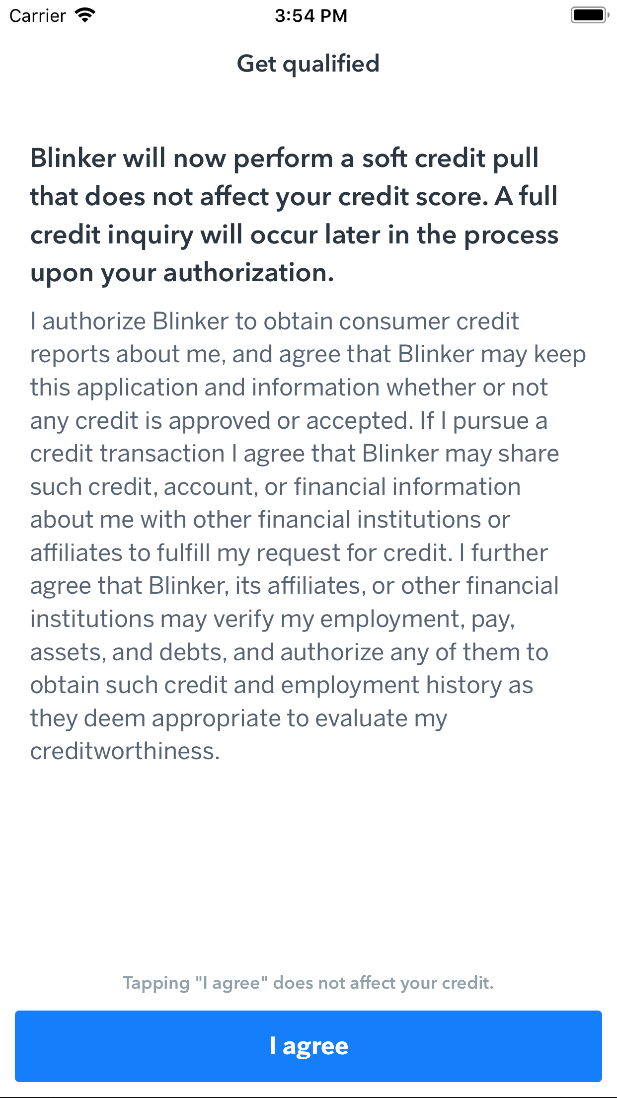 Carrier 3:54 PM
Get qualified
Blinker will now perform a soft credit pull
that does not affect your credit score. A full
credit inquiry will occur later in the process
upon your authorization.
I authorize Blinker to obtain consumer credit
reports about me, and agree that Blinker may keep
this application and information whether or not
any credit is approved or accepted. If I pursue a
credit transaction I agree that Blinker may share
such credit, account, or financial information
about me with other financial institutions or
affiliates to fulfill my request for credit. I further
agree that Blinker, its affiliates, or other financial
institutions may verify my employment, pay,
assets, and debts, and authorize any of them to
obtain such credit and employment history as
they deem appropriate to evaluate my
creditworthiness.
Tapping "I agree" does not affect your credit.
I agree